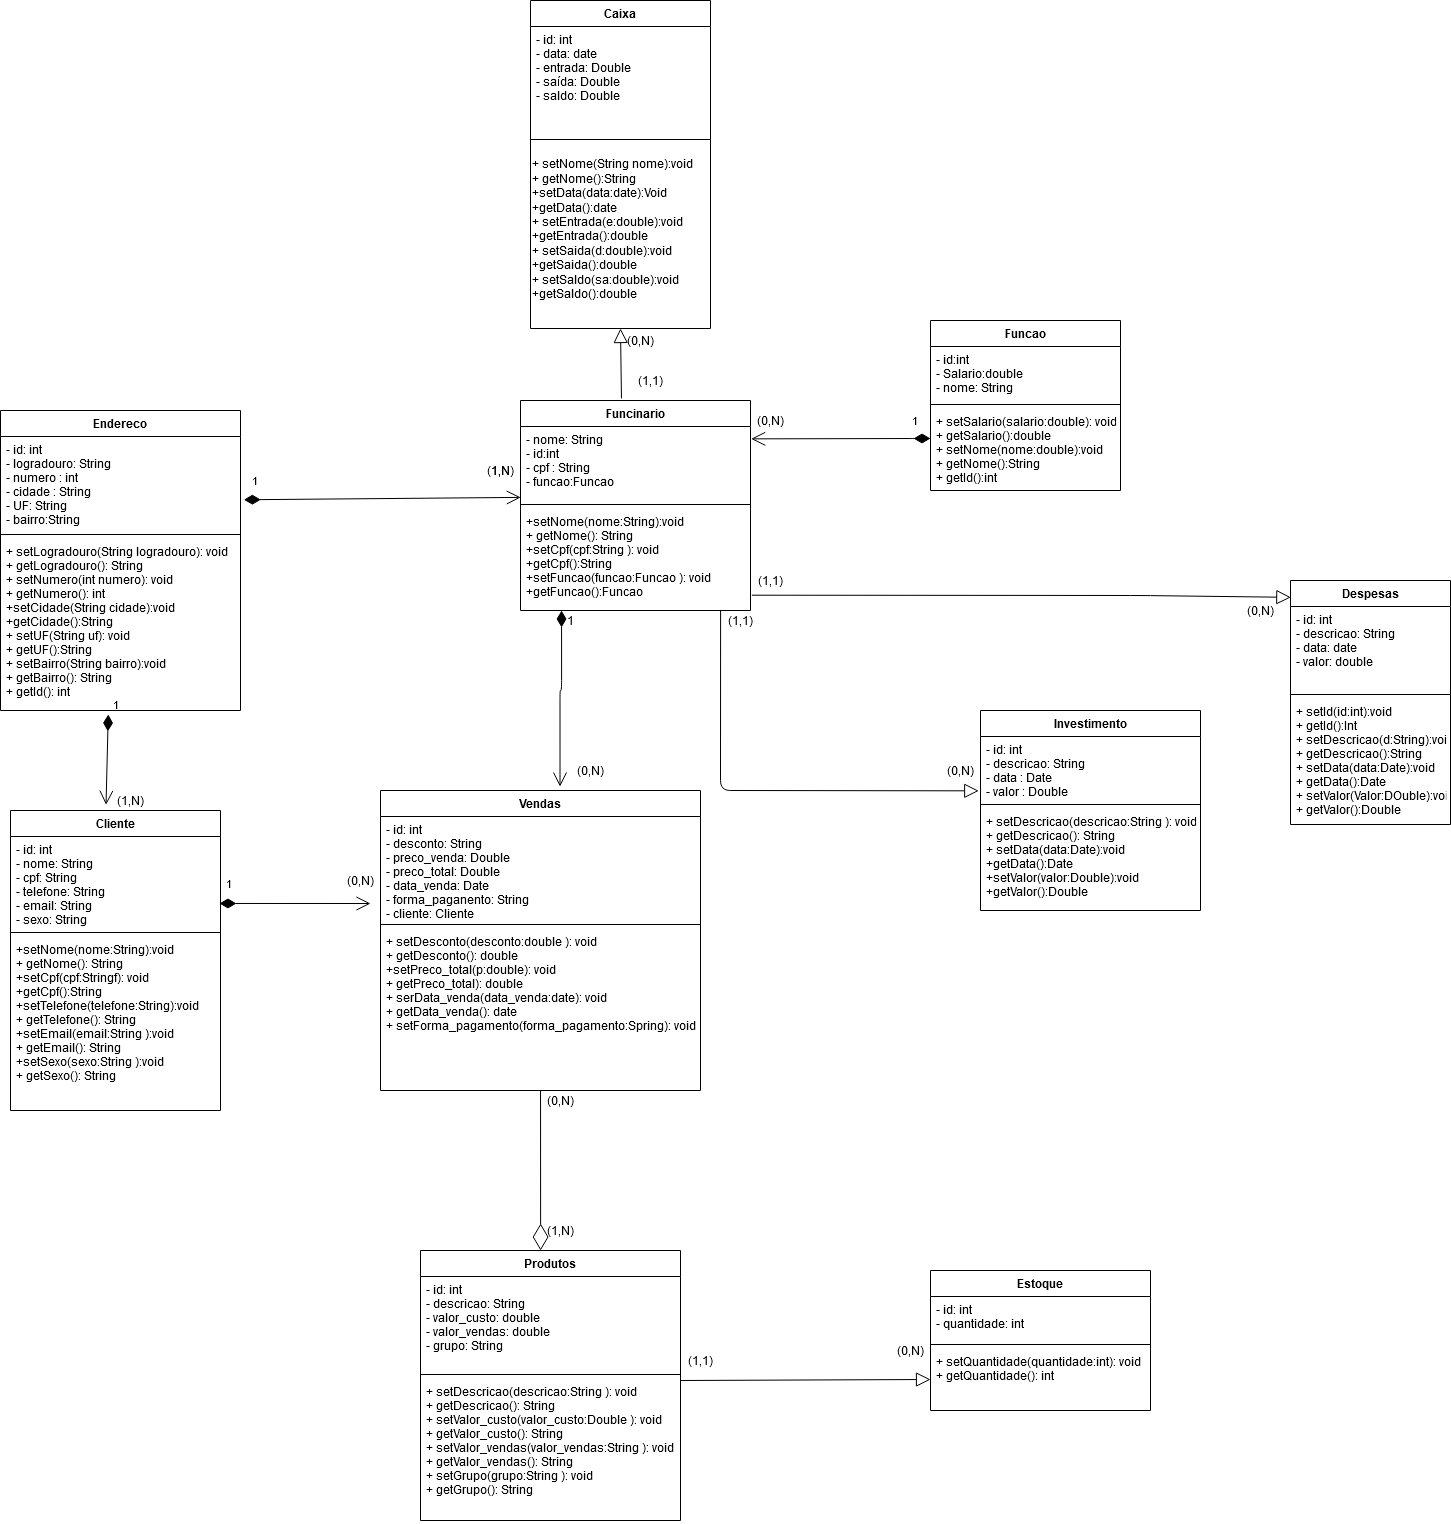 Caixa
- id: int
- data: date
- entrada: Double
- saída: Double
- saldo: Double
+ setNome(String nome):void
+ getNome():String
+setData(data:date):Void
+getData():date
+ setEntrada(e:double):void
+getEntrada():double
+ setSaida(d:double):void
+getSaida():double
+ setSaldo(sa:double):void
+getSaldo():double
(0,N)
(1,1)
Funcao
- id:int
- Salario:double
- nome: String
+ setSalario(salario:double): void
+ getSalario():double
+ setNome(nome:double):void
+ getNome():String
+ getId():int
1
(0,N)
Funcinario
- nome: String
- id:int
- cpf : String
- funcao:Funcao
+setNome(nome:String):void
+ getNome(): String
+setCpf(cpf:String ): void
+getCpf():String
+setFuncao(funcao:Funcao ): void
+getFuncao():Funcao
Endereco
- id: int
- logradouro: String
- numero : int
- cidade : String
- UF: String
- bairro:String
+ setLogradouro(String logradouro): void
+ getLogradouro(): String
+ setNumero(int numero): void
+ getNumero(): int
+setCidade(String cidade):void
+getCidade():String
+ setUF(String uf): void
+ getUF():String
+ setBairro(String bairro):void
+ getBairro(): String
+ getId(): int
1
(1,N)
1
(1,N)
(1,1)
(0,N)
(1,1)
(0,N)
1
(0,N)
Despesas
- id: int
- descricao: String
- data: date
- valor: double
+ setId(id:int):void
+ getId():Int
+ setDescricao(d:String):voi
+ getDescricao():String
+ setData(data:Date):void
+ getData():Date
+ setValor(Valor:DOuble):voi
+ getValor():Double
Investimento
- id: int
- descricao: String
- data : Date
- valor : Double
+ setDescricao(descricao:String ): void
+ getDescricao(): String
+ setData(data:Date):void
+getData():Date
+setValor(valor:Double):void
+getValor():Double
Cliente
- id: int
- nome: String
- cpf: String
- telefone: String
- email: String
- sexo: String
+setNome(nome:String):void
+ getNome(): String
+setCpf(cpf:Stringf): void
+getCpf():String
+setTelefone(telefone:String):void
+ getTelefone(): String
+setEmail(email:String ):void
+ getEmail(): String
+setSexo(sexo:String ):void
+ getSexo(): String
1
(0,N)
Vendas
- id: int
- desconto: String
- preco_venda: Double
- preco_total: Double
- data_venda: Date
- forma_paganento: String
- cliente: Cliente
+ setDesconto(desconto:double ): void
+ getDesconto(): double
+setPreco_total(p:double): void
+ getPreco_total): double
+ serData_venda(data_venda:date): void
+ getData_venda(): date
+ setForma_pagamento(forma_pagamento:Spring): void
(0,N)
(1,N)
Produtos
- id: int
- descricao: String
- valor_custo: double
- valor_vendas: double
- grupo: String
+ setDescricao(descricao:String ): void
+ getDescricao(): String
+ setValor_custo(valor_custo:Double ): void
+ getValor_custo(): String
+ setValor_vendas(valor_vendas:String ): void
+ getValor_vendas(): String
+ setGrupo(grupo:String ): void
+ getGrupo(): String
(1,1)
(0,N)
Estoque
- id: int
- quantidade: int
+ setQuantidade(quantidade:int): void
+ getQuantidade(): int